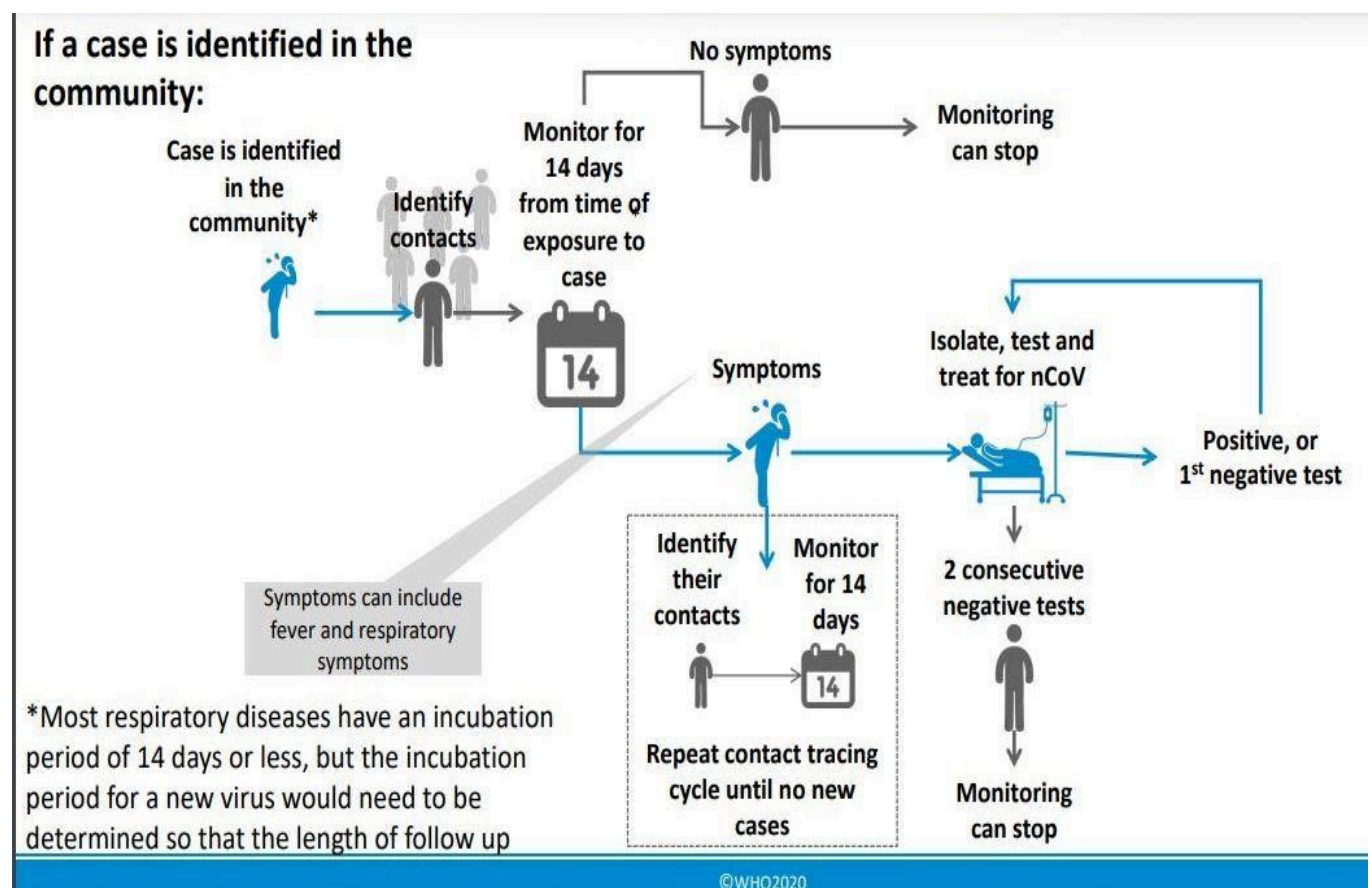 If a case is identified in the
community:
Case is identified
in the
community*
Identify
contacts
Monitor for
14 days
from time of
exposure to
case
14
No symptoms
Monitoring
can stop
Symptoms
Isolate, test and
treat for nCoV
Positive, or
1st negative test
Symptoms can include
fever and respiratory
symptoms
Identify
their
contacts
Monitor
for 14
days
14
Repeat contact tracing
cycle until no new
cases
2 consecutive
negative tests
Monitoring
can stop
*Most respiratory diseases have an incubation
period of 14 days or less, but the incubation
period for a new virus would need to be
determined so that the length of follow up
©WHO2020